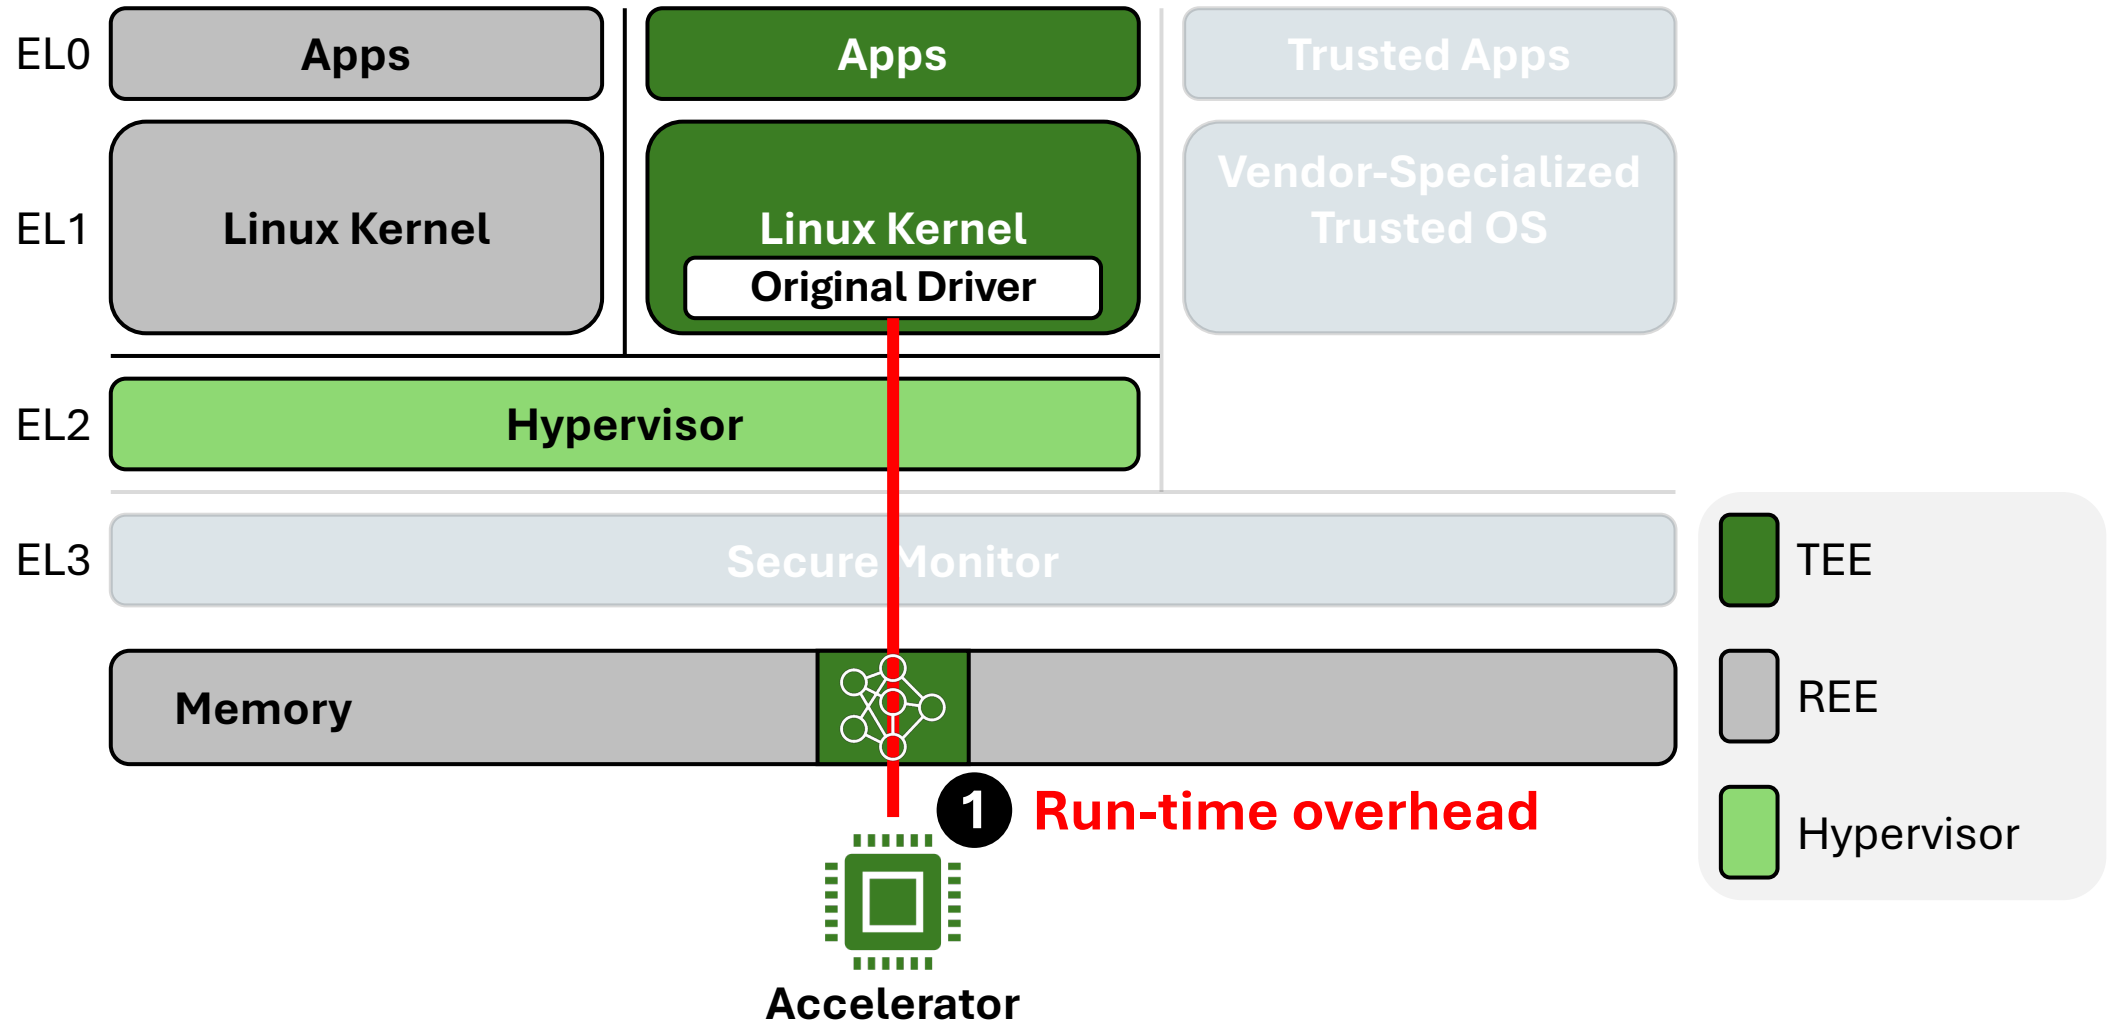 EL0
Apps
Apps
Trusted Apps
EL1
Linux Kernel
Linux Kernel
Original Driver
Vendor-Specialized
Trusted OS
EL2
Hypervisor
EL3
Secure Monitor
Memory
1 Run-time overhead
Accelerator
TEE
REE
Hypervisor